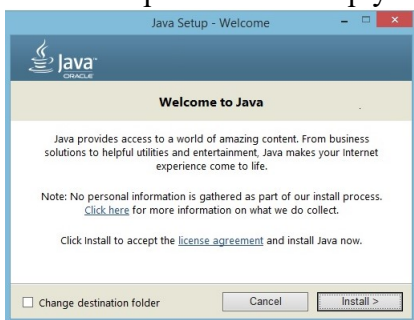 Java Setup - Welcome
Java
ORACLE
Welcome to Java
Java provides access to a world of amazing content. From business
solutions to helpful utilities and entertainment, Java makes your Internet
experience come to life.
Note: No personal information is gathered as part of our install process.
Click here for more information on what we do collect.
Click Install to accept the license agreement and install Java now.
Change destination folder
Cancel
Install >